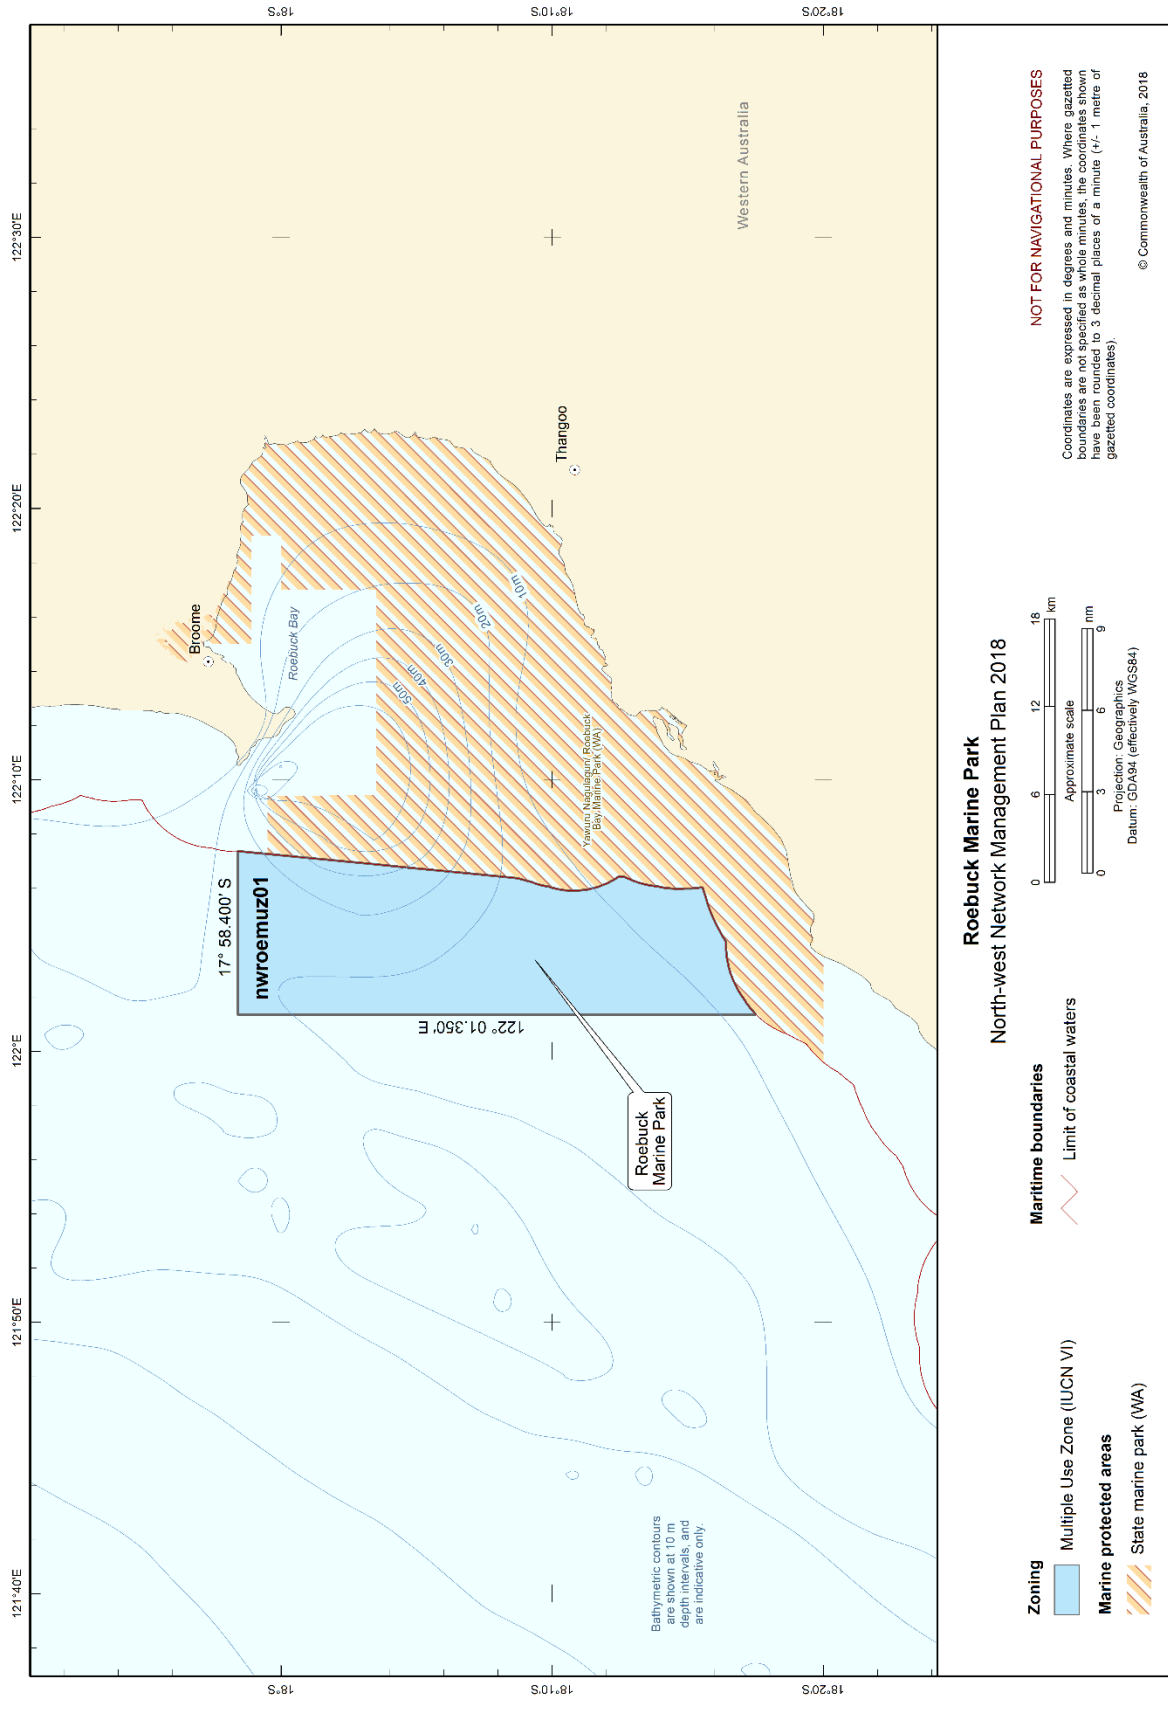 121°40'E
121°50'E
122°E
122°10'E
122°20'E
122°30'E
18°S
18°S
18°10'S
18°10'S
18°20'S
18°20'S
17° 58.400' S
nwroemuz01
122° 01.350' E
Broome
Roebuck Bay
50m
40m
30m
20m
10m
Thangoo
Yawuru Nagulagun/ Roebuck
Bay Marine Park (WA)
Western Australia
Roebuck
Marine Park
Bathymetric contours
are shown at 10 m
depth intervals, and
are indicative only.
Roebuck Marine Park
North-west Network Management Plan 2018
Zoning
Multiple Use Zone (IUCN VI)
Marine protected areas
State marine park (WA)
Maritime boundaries
Limit of coastal waters
0 6 12 18
km
Approximate scale
nm
0 3 6 9
Projection: Geographics
Datum: GDA94 (effectively WGS84)
NOT FOR NAVIGATIONAL PURPOSES
Coordinates are expressed in degrees and minutes. Where gazetted
boundaries are not specified as whole minutes, the coordinates shown
have been rounded to 3 decimal places of a minute (+/- 1 metre of
gazetted coordinates).
© Commonwealth of Australia, 2018